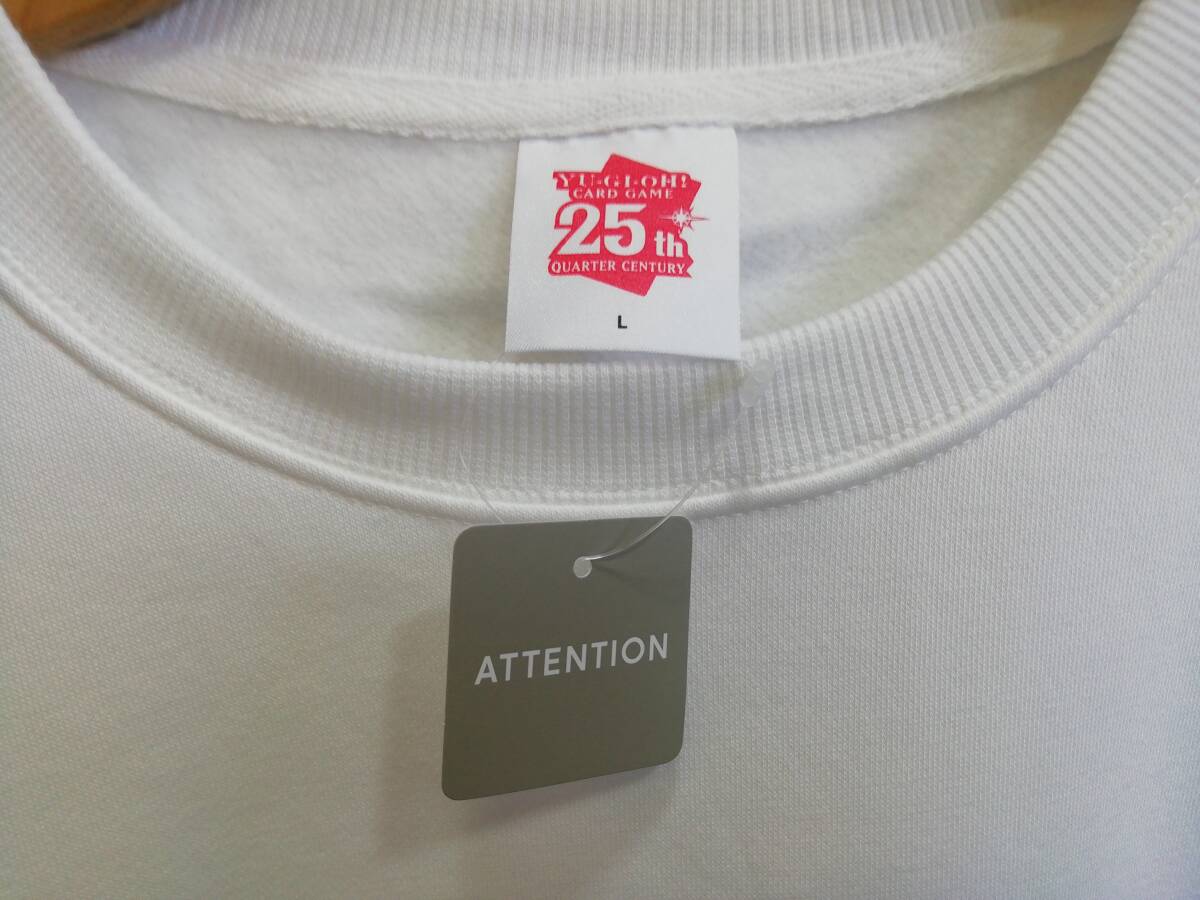 YU-GI-OH!
CARD GAME
25th
QUARTER CENTURY
L
ATTENTION